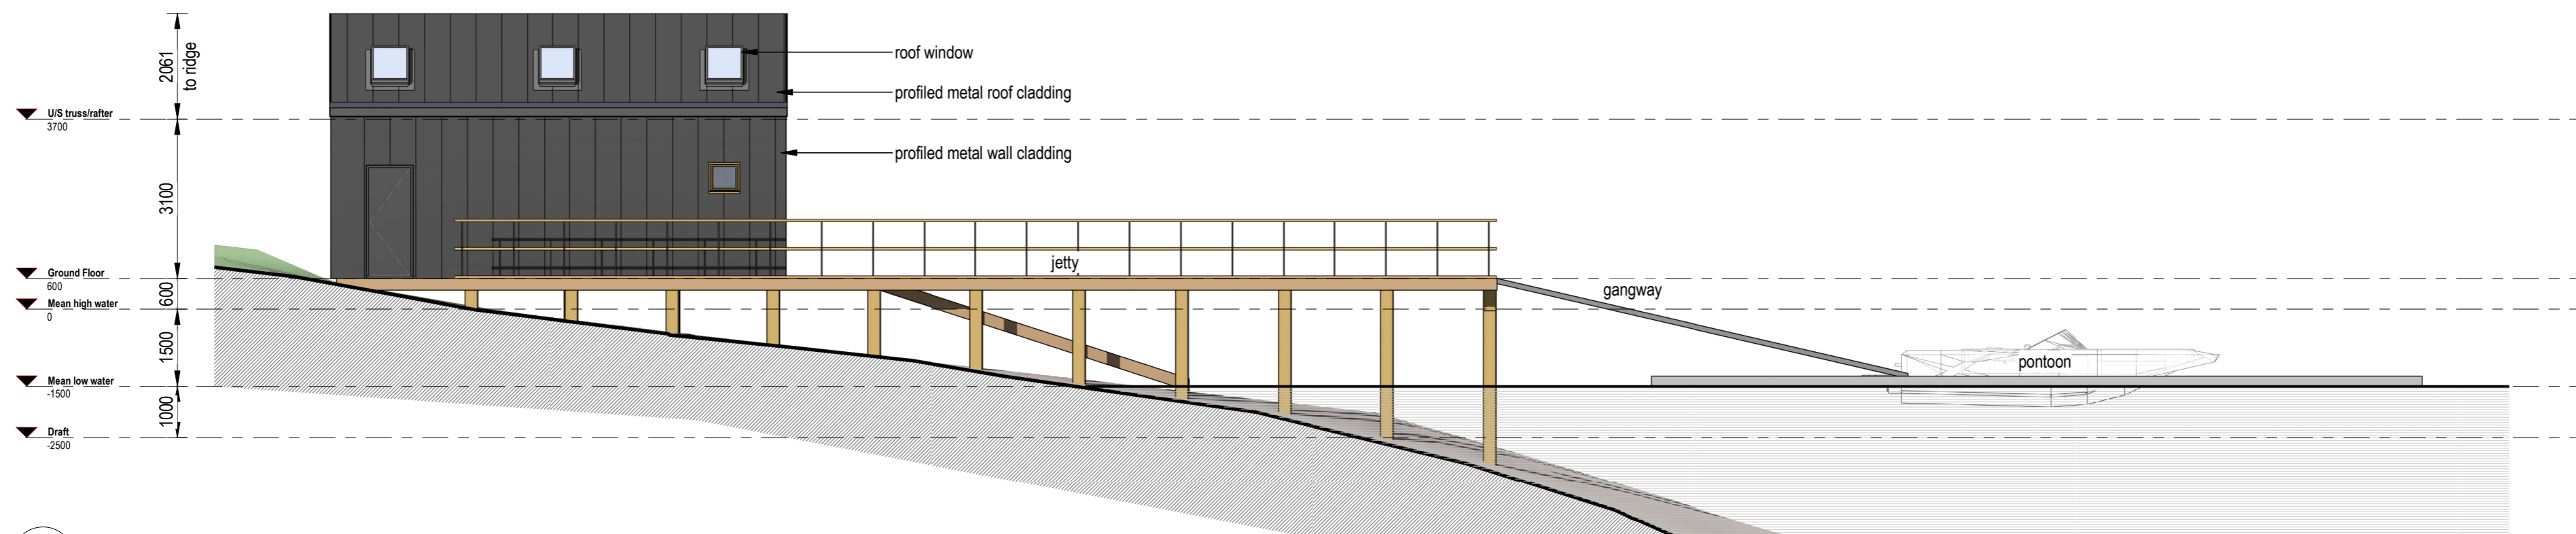 2061
to ridge
roof window
profiled metal roof cladding
U/S truss/rafter
3700
profiled metal wall cladding
3100
jetty
Ground Floor
600
600
gangway
Mean high water
0
1500
pontoon
Mean low water
-1500
1000
Draft
-2500